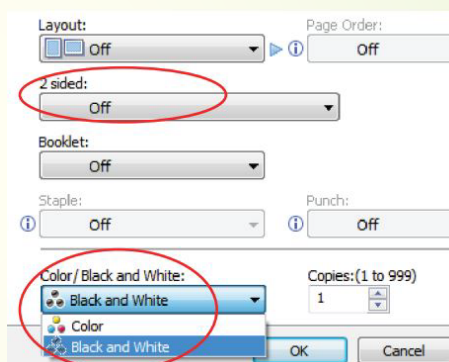 Layout: Page Order:
Off Off
2 sided:
Off
Booklet:
Off
Staple: Punch:
Off Off
Color/ Black and White: Copies:(1 to 999)
Black and White 1
Color
Black and White OK Cancel